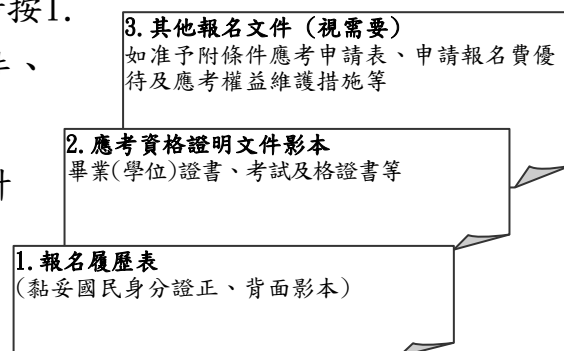 按1.
、
3.其他報名文件 (視需要)
如准予附條件應考申請表、申請報名費優
待及應考權益維護措施等
2.應考資格證明文件影本
畢業(學位)證書、考試及格證書等
1.報名履歷表
(黏妥國民身分證正、背面影本)